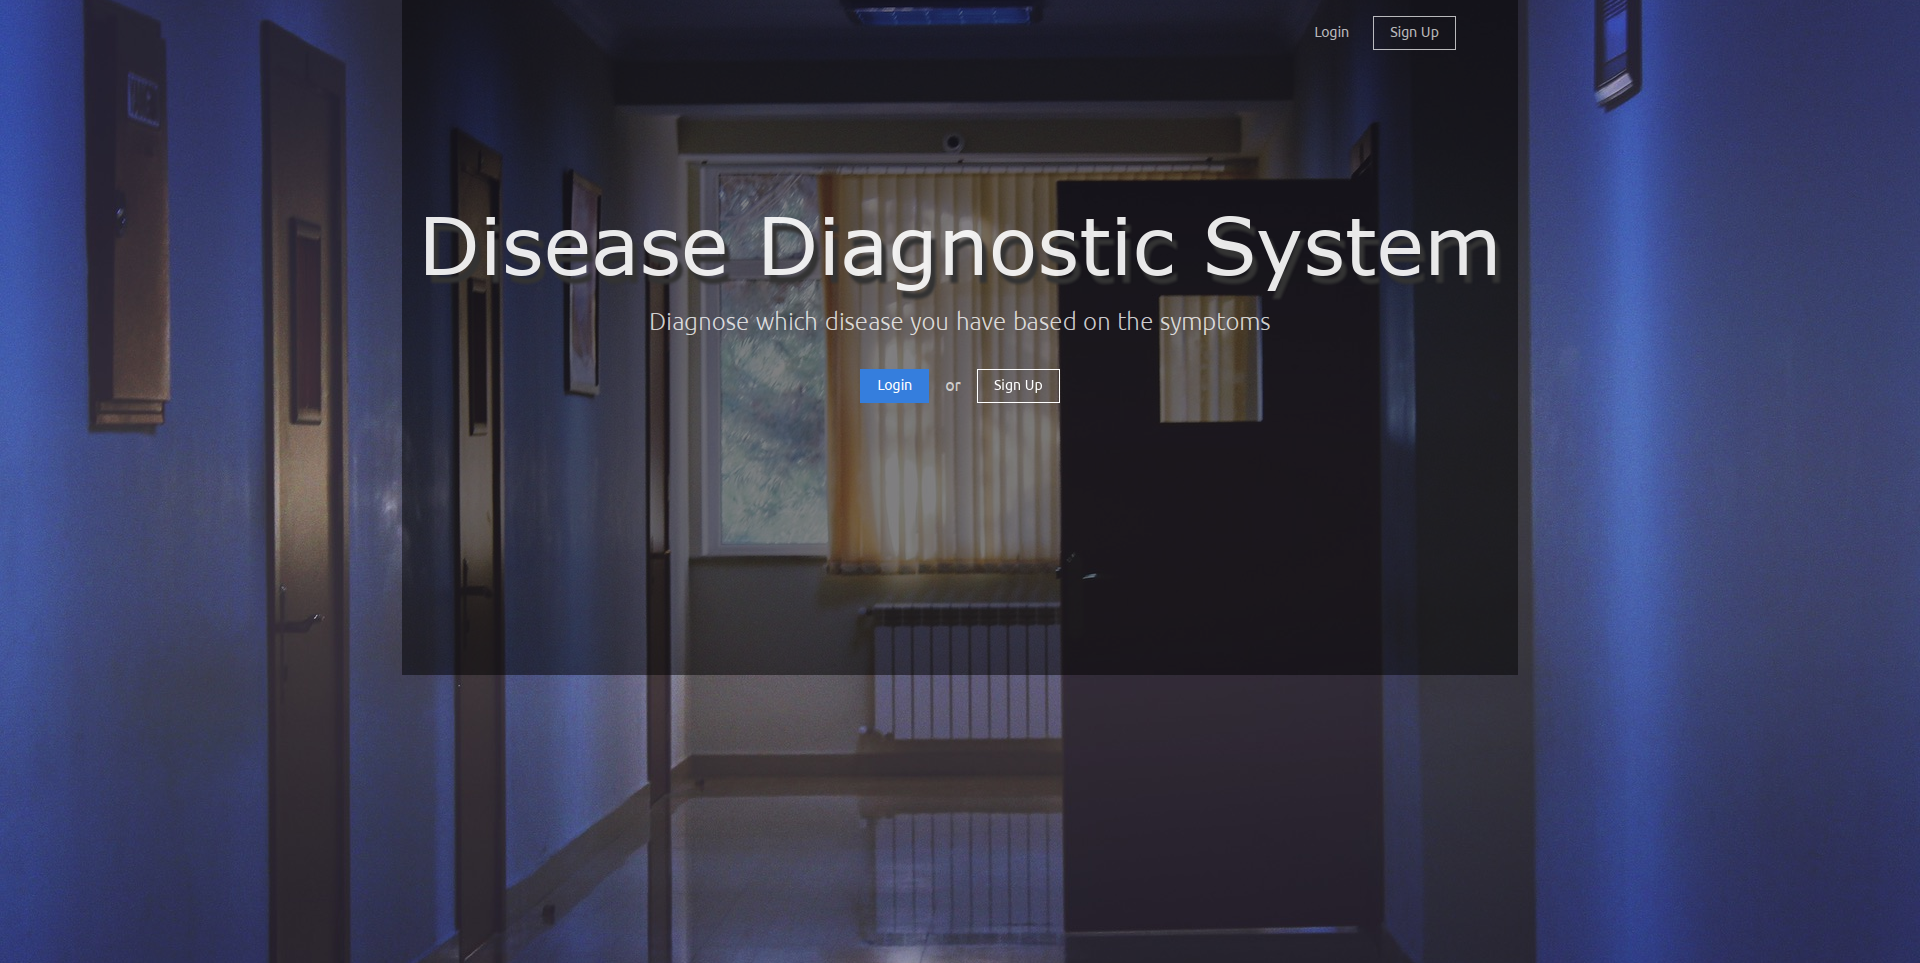 Login Sign Up
Disease Diagnostic System
Diagnose which disease you have based on the symptoms
Login or Sign Up